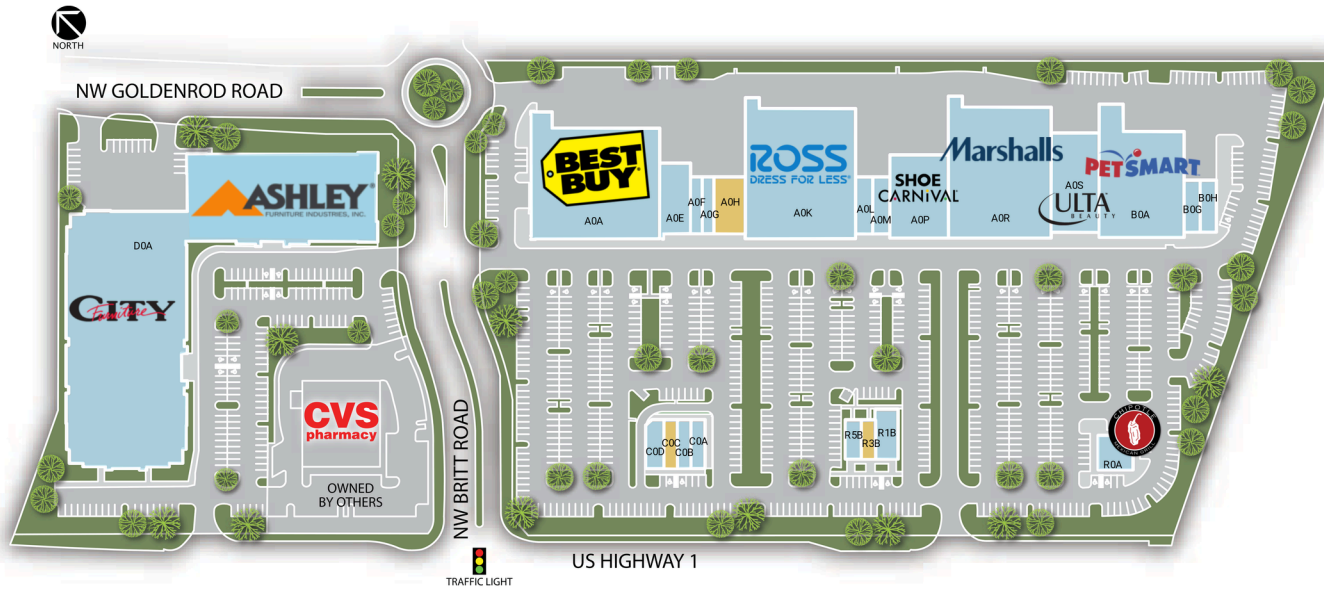 NORTH
NW GOLDENROD ROAD
ASHLEY
FURNITURE INDUSTRIES, INC.
D0A
CITY
Furniture
CVS
pharmacy
OWNED
BY OTHERS
NW BRITT ROAD
TRAFFIC LIGHT
US HIGHWAY 1
BEST
BUY
A0A
A0E
A0F
A0G
A0H
ROSS
DRESS FOR LESS
A0K
A0L
A0M
SHOE
CARNIVAL
A0P
Marshalls
A0R
A0S
ULTA
BEAUTY
PETSMART
B0A
B0G
B0H
C0D
C0C
C0B
C0A
R5B
R3B
R1B
CHIPOTLE
MEXICAN GRILL
R0A